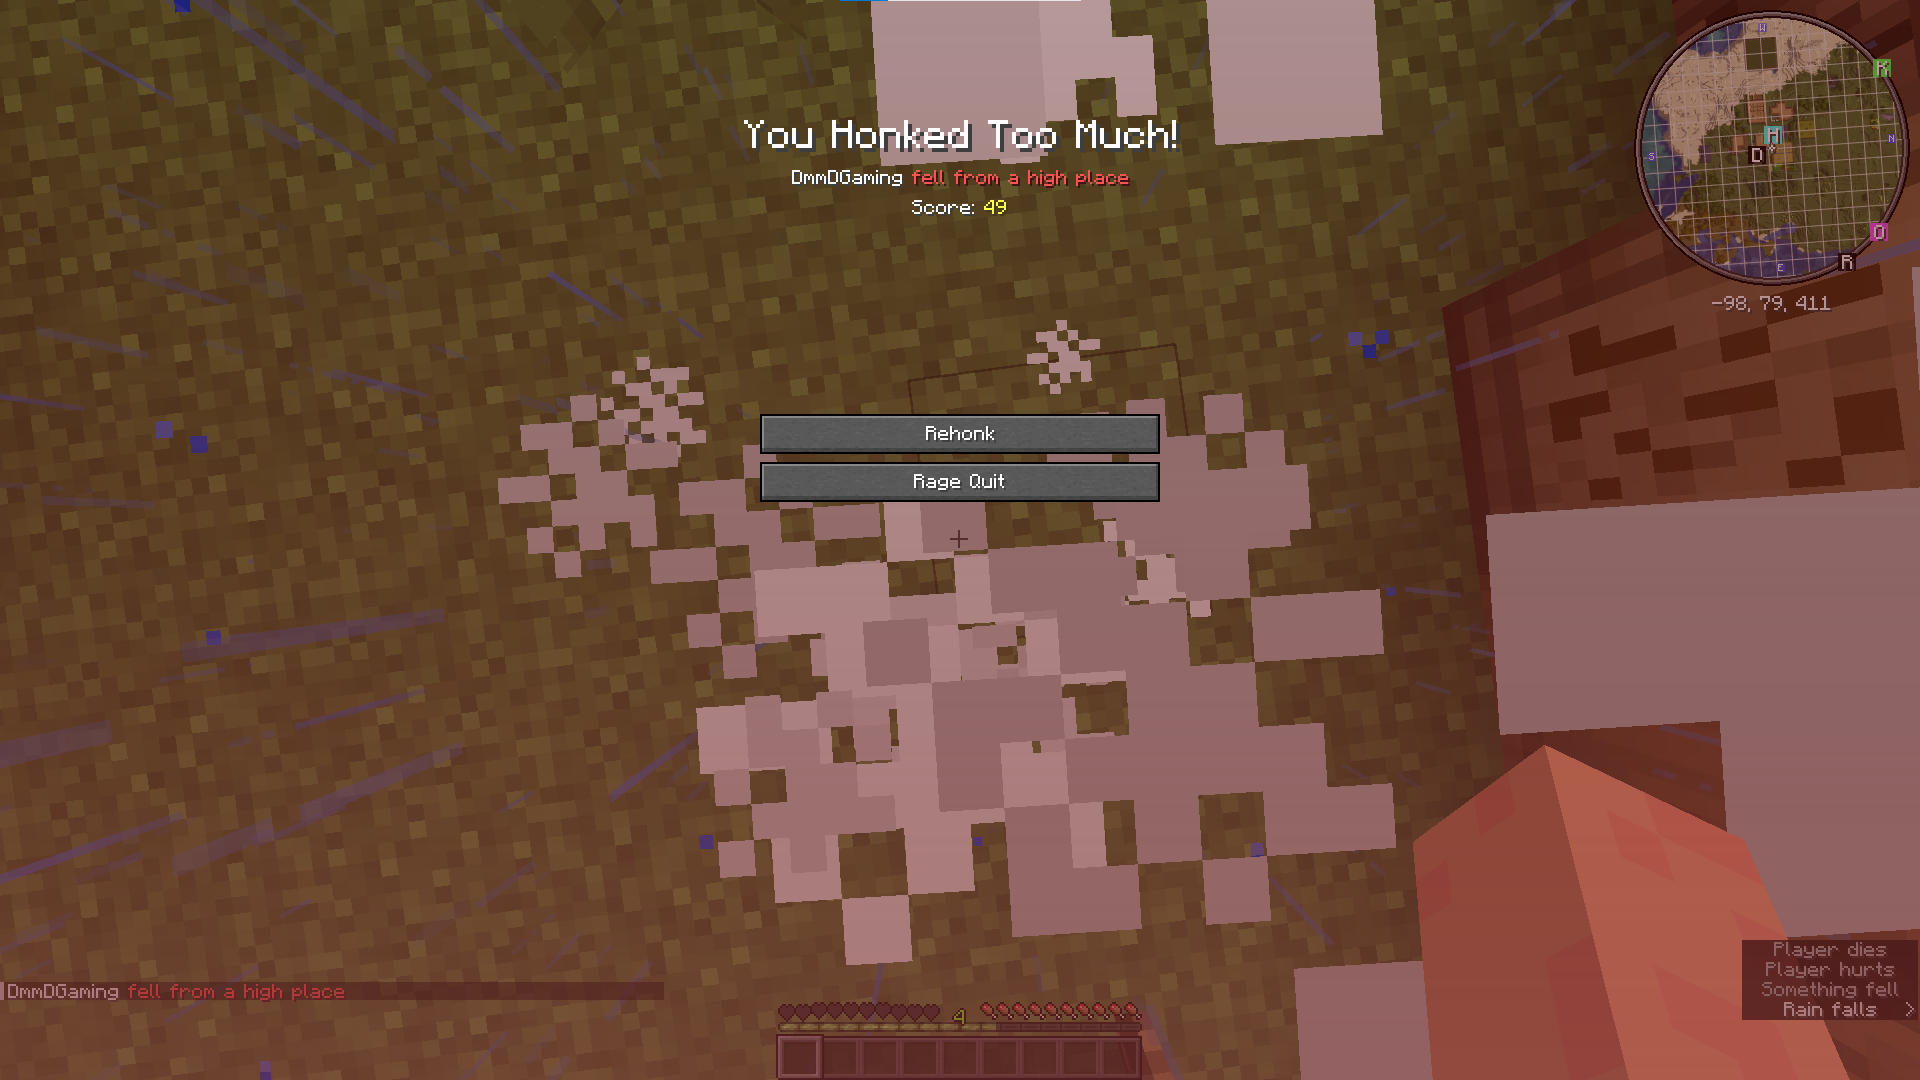 You Honked Too Much!
DmmDGaming fell from a high place
Score: 49
W
R
S
N
H
D
D
E
R
-98, 79, 411
Rehonk
Rage Quit
DmmDGaming fell from a high place
4
Player dies
Player hurts
Something fell
Rain falls >